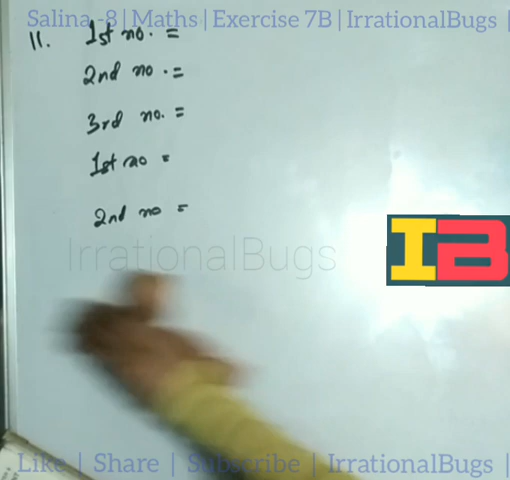 Salina -8 | Maths | Exercise 7B | IrrationalBugs |
11. 1st no. =
2nd no. =
3rd no. =
1st no =
2nd no =
IrrationalBugs
IB
Like | Share | Subscribe | IrrationalBugs |